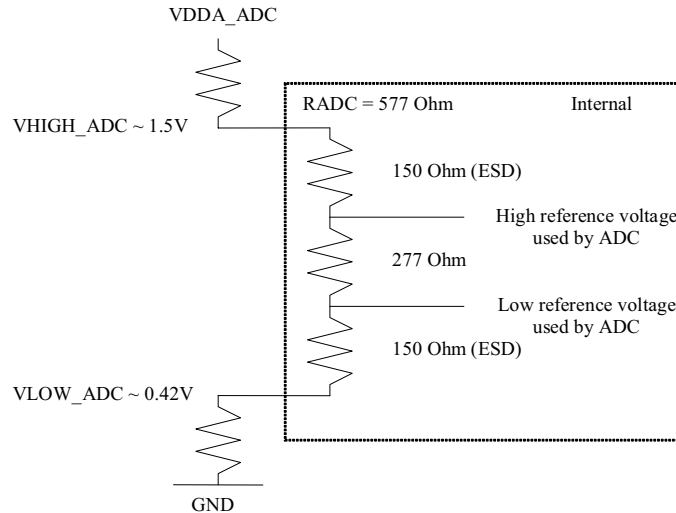 VDDA_ADC
RADC = 577 Ohm
Internal
VHIGH_ADC ~ 1.5V
150 Ohm (ESD)
High reference voltage
used by ADC
277 Ohm
Low reference voltage
used by ADC
150 Ohm (ESD)
VLOW_ADC ~ 0.42V
GND